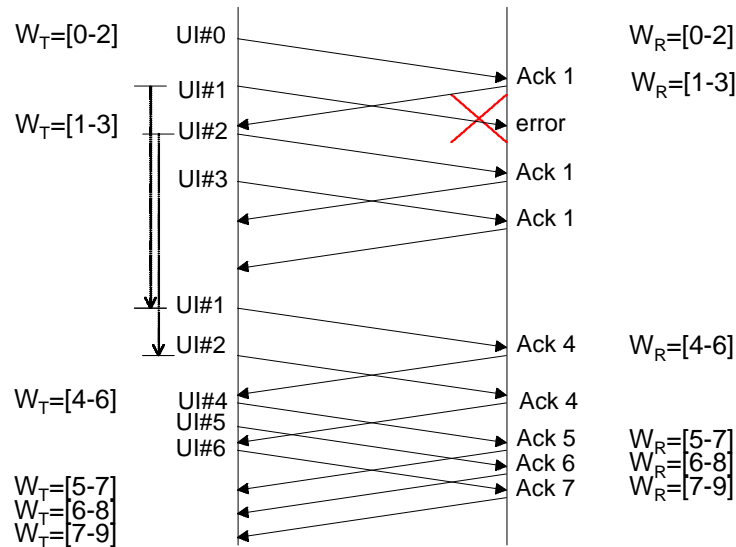 W_T=[0-2] UI#0 W_R=[0-2]
Ack 1 W_R=[1-3]
UI#1
W_T=[1-3] UI#2 error
Ack 1
UI#3
Ack 1
UI#1
UI#2 Ack 4 W_R=[4-6]
W_T=[4-6] UI#4 Ack 4
UI#5
UI#6 Ack 5 W_R=[5-7]
Ack 6 W_R=[6-8]
W_T=[5-7] Ack 7 W_R=[7-9]
W_T=[6-8]
W_T=[7-9]